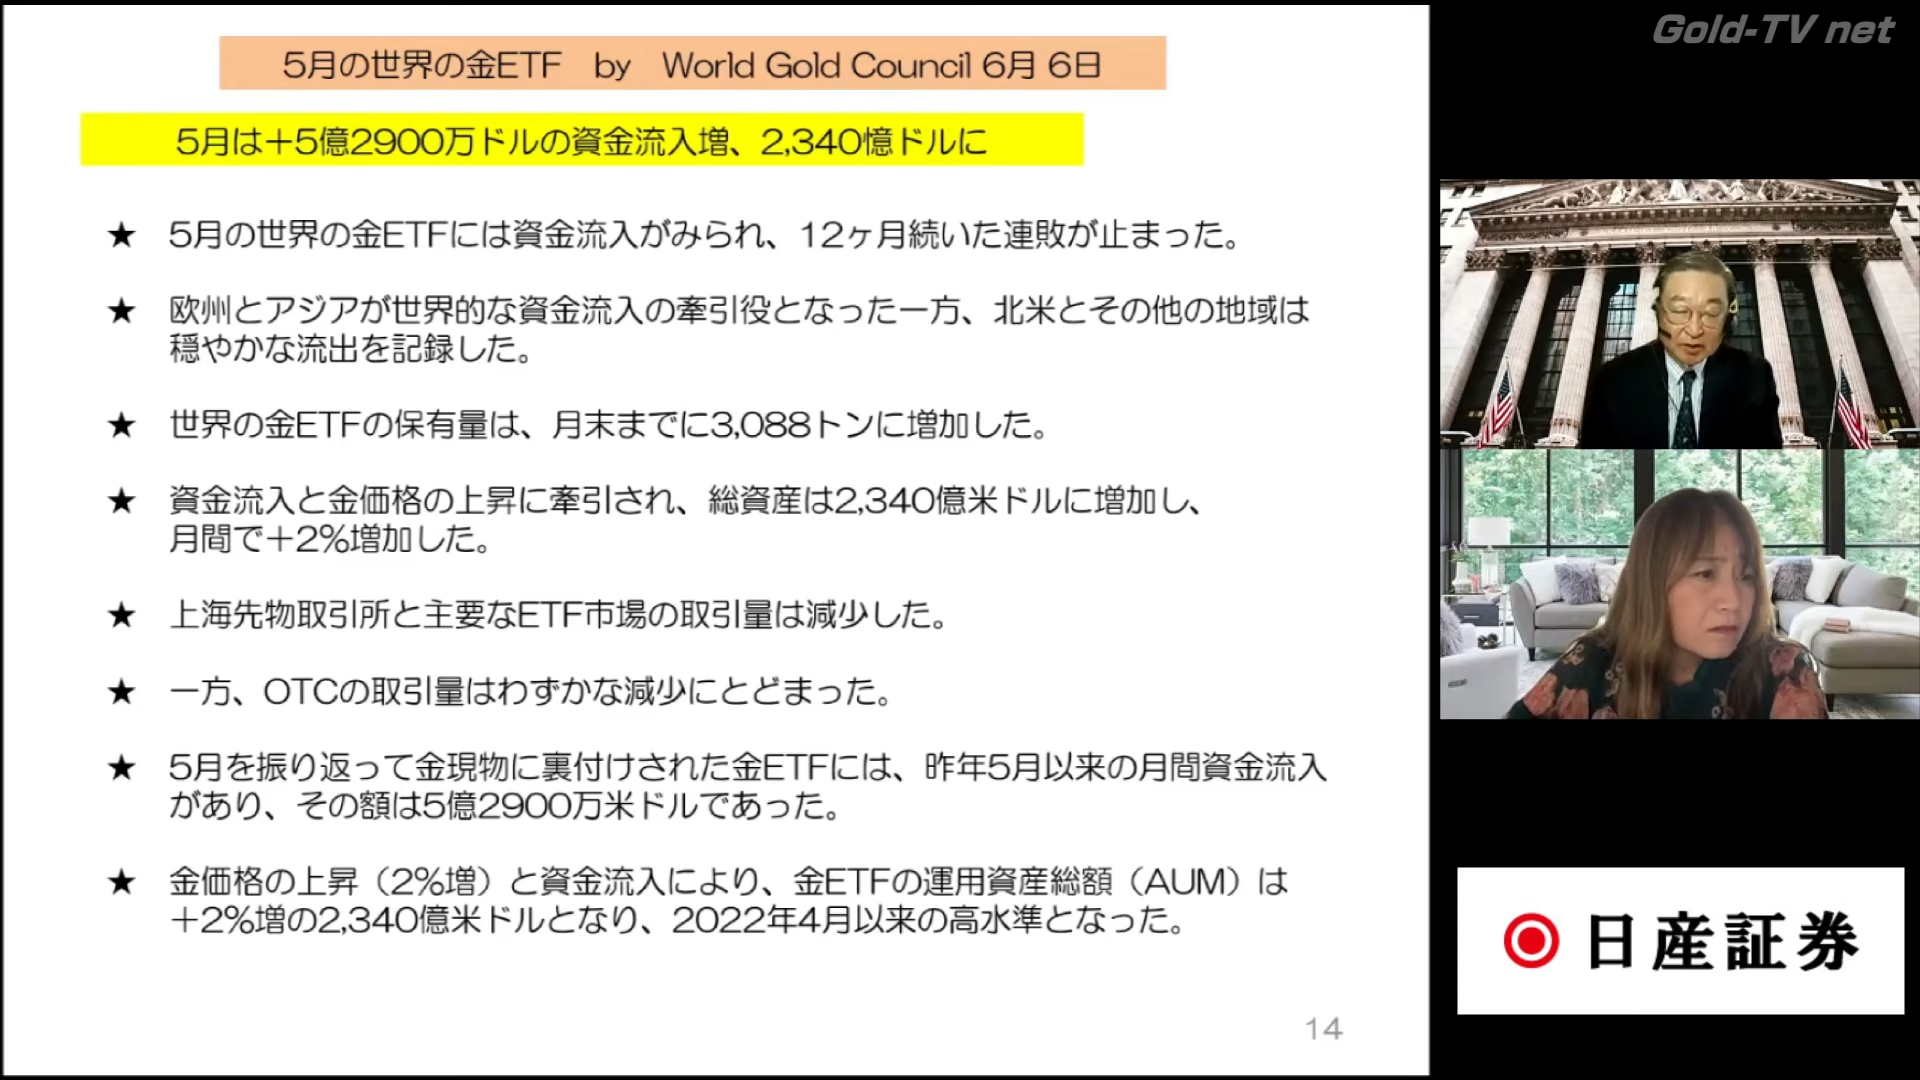 5月の世界の金ETF by World Gold Council 6月 6日
5月は+5億2900万ドルの資金流入増、2,340憶ドルに
★ 5月の世界の金ETFには資金流入がみられ、12ヶ月続いた連敗が止まった。
★ 欧州とアジアが世界的な資金流入の牽引役となった一方、北米とその他の地域は
穏やかな流出を記録した。
★ 世界の金ETFの保有量は、月末までに3,088トンに増加した。
★ 資金流入と金価格の上昇に牽引され、総資産は2,340億米ドルに増加し、
月間で+2%増加した。
★ 上海先物取引所と主要なETF市場の取引量は減少した。
★ 一方、OTCの取引量はわずかな減少にとどまった。
★ 5月を振り返って金現物に裏付けされた金ETFには、昨年5月以来の月間資金流入
があり、その額は5億2900万米ドルであった。
★ 金価格の上昇（2%増）と資金流入により、金ETFの運用資産総額（AUM）は
+2%増の2,340億米ドルとなり、2022年4月以来の高水準となった。
14
Gold-TV net
日産証券